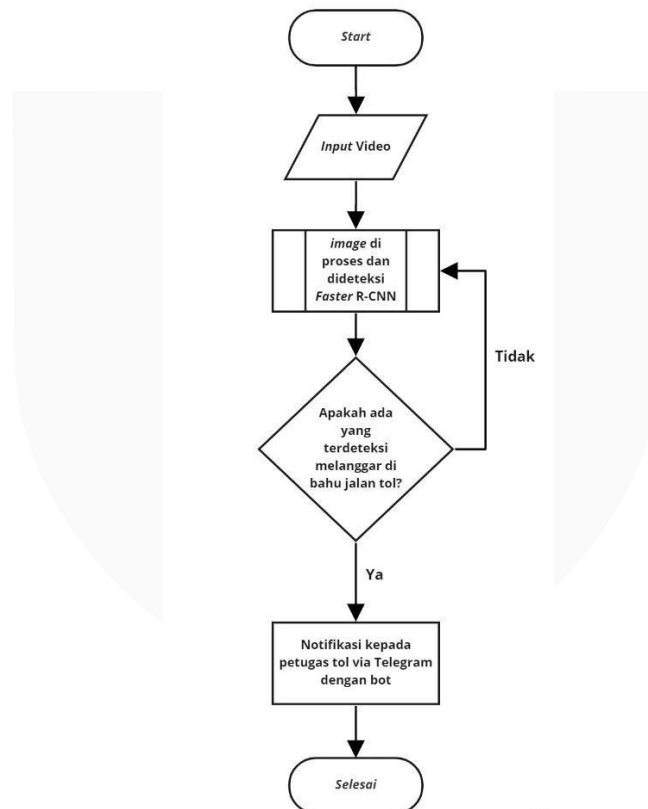 Start
Input Video
image di
proses dan
dideteksi
Faster R-CNN
Tidak
Apakah ada
yang
terdeteksi
melanggar di
bahu jalan tol?
Ya
Notifikasi kepada
petugas tol via Telegram
dengan bot
Selesai